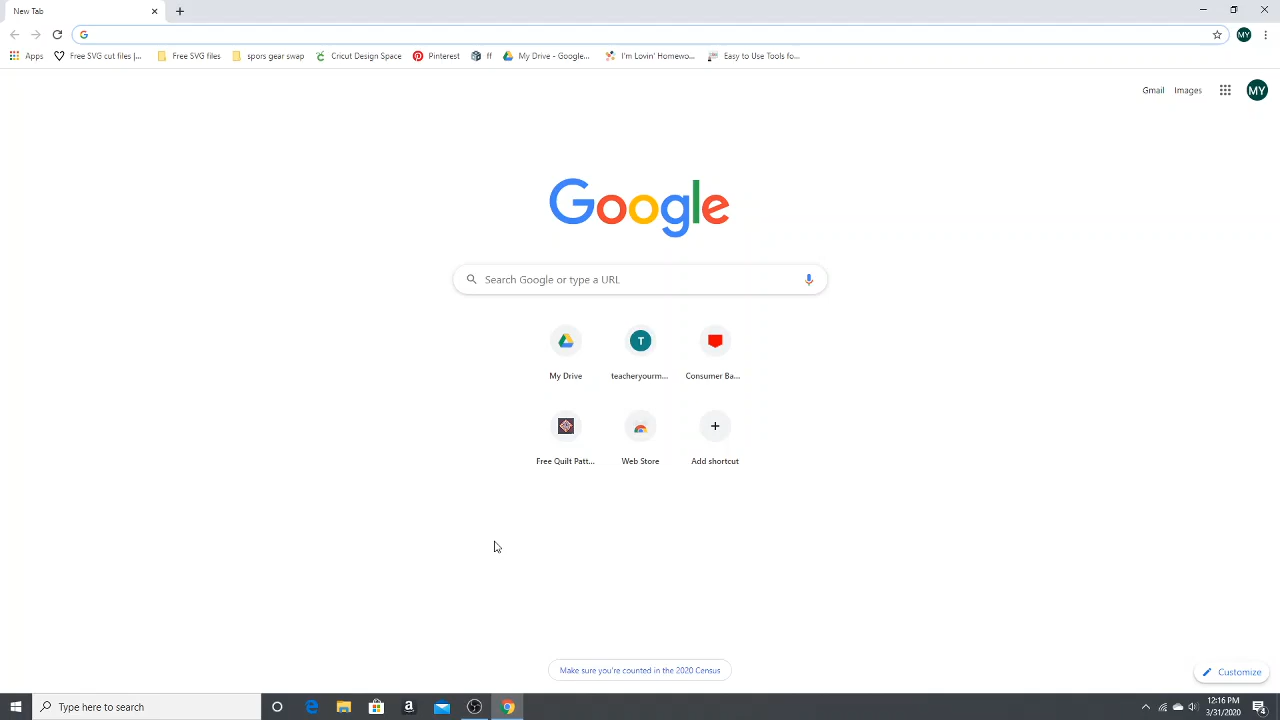 New Tab
Apps Free SVG cut files |... Free SVG files spors gear swap Cricut Design Space Pinterest ff My Drive - Google... I'm Lovin' Homewo... Easy to Use Tools fo...
MY
Gmail Images MY
Google
Search Google or type a URL
T
My Drive teacheryourm... Consumer Ba...
Free Quilt Patt... Web Store Add shortcut
Make sure you're counted in the 2020 Census
Customize
Type here to search
12:16 PM
3/31/2020